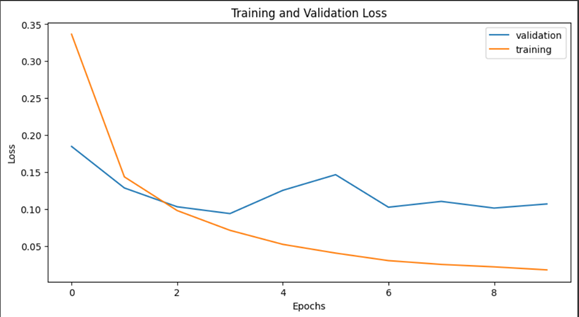 Training and Validation Loss
validation
training
0.35
0.30
0.25
0.20
0.15
0.10
0.05
Loss
0 2 4 6 8
Epochs